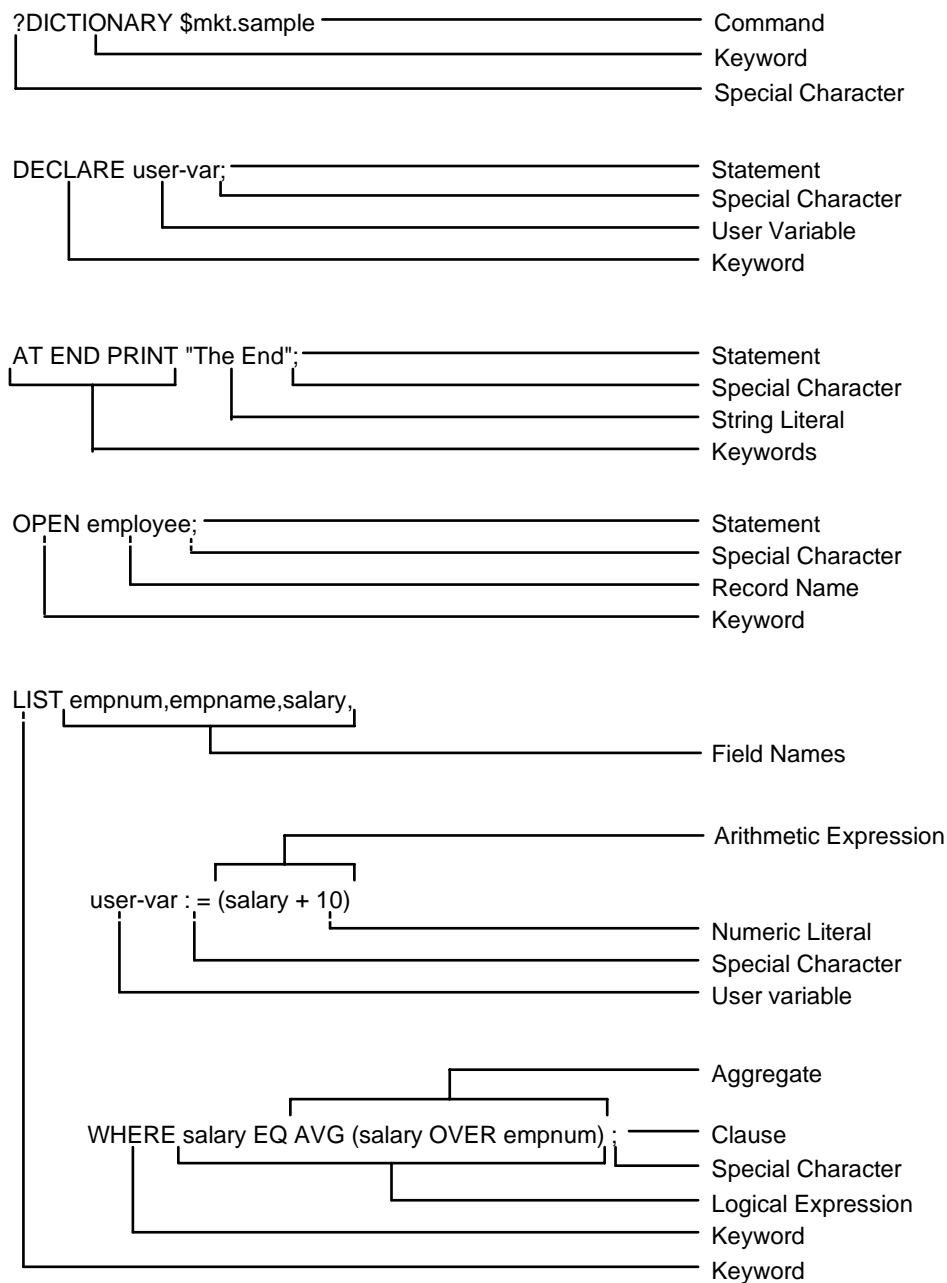 ?DICTIONARY $mkt.sample Command
Keyword
Special Character
DECLARE user-var; Statement
Special Character
User Variable
Keyword
AT END PRINT "The End"; Statement
Special Character
String Literal
Keywords
OPEN employee; Statement
Special Character
Record Name
Keyword
LIST empnum,empname,salary,
Field Names
Arithmetic Expression
user-var : = (salary + 10)
Numeric Literal
Special Character
User variable
Aggregate
WHERE salary EQ AVG (salary OVER empnum) ; Clause
Special Character
Logical Expression
Keyword
Keyword